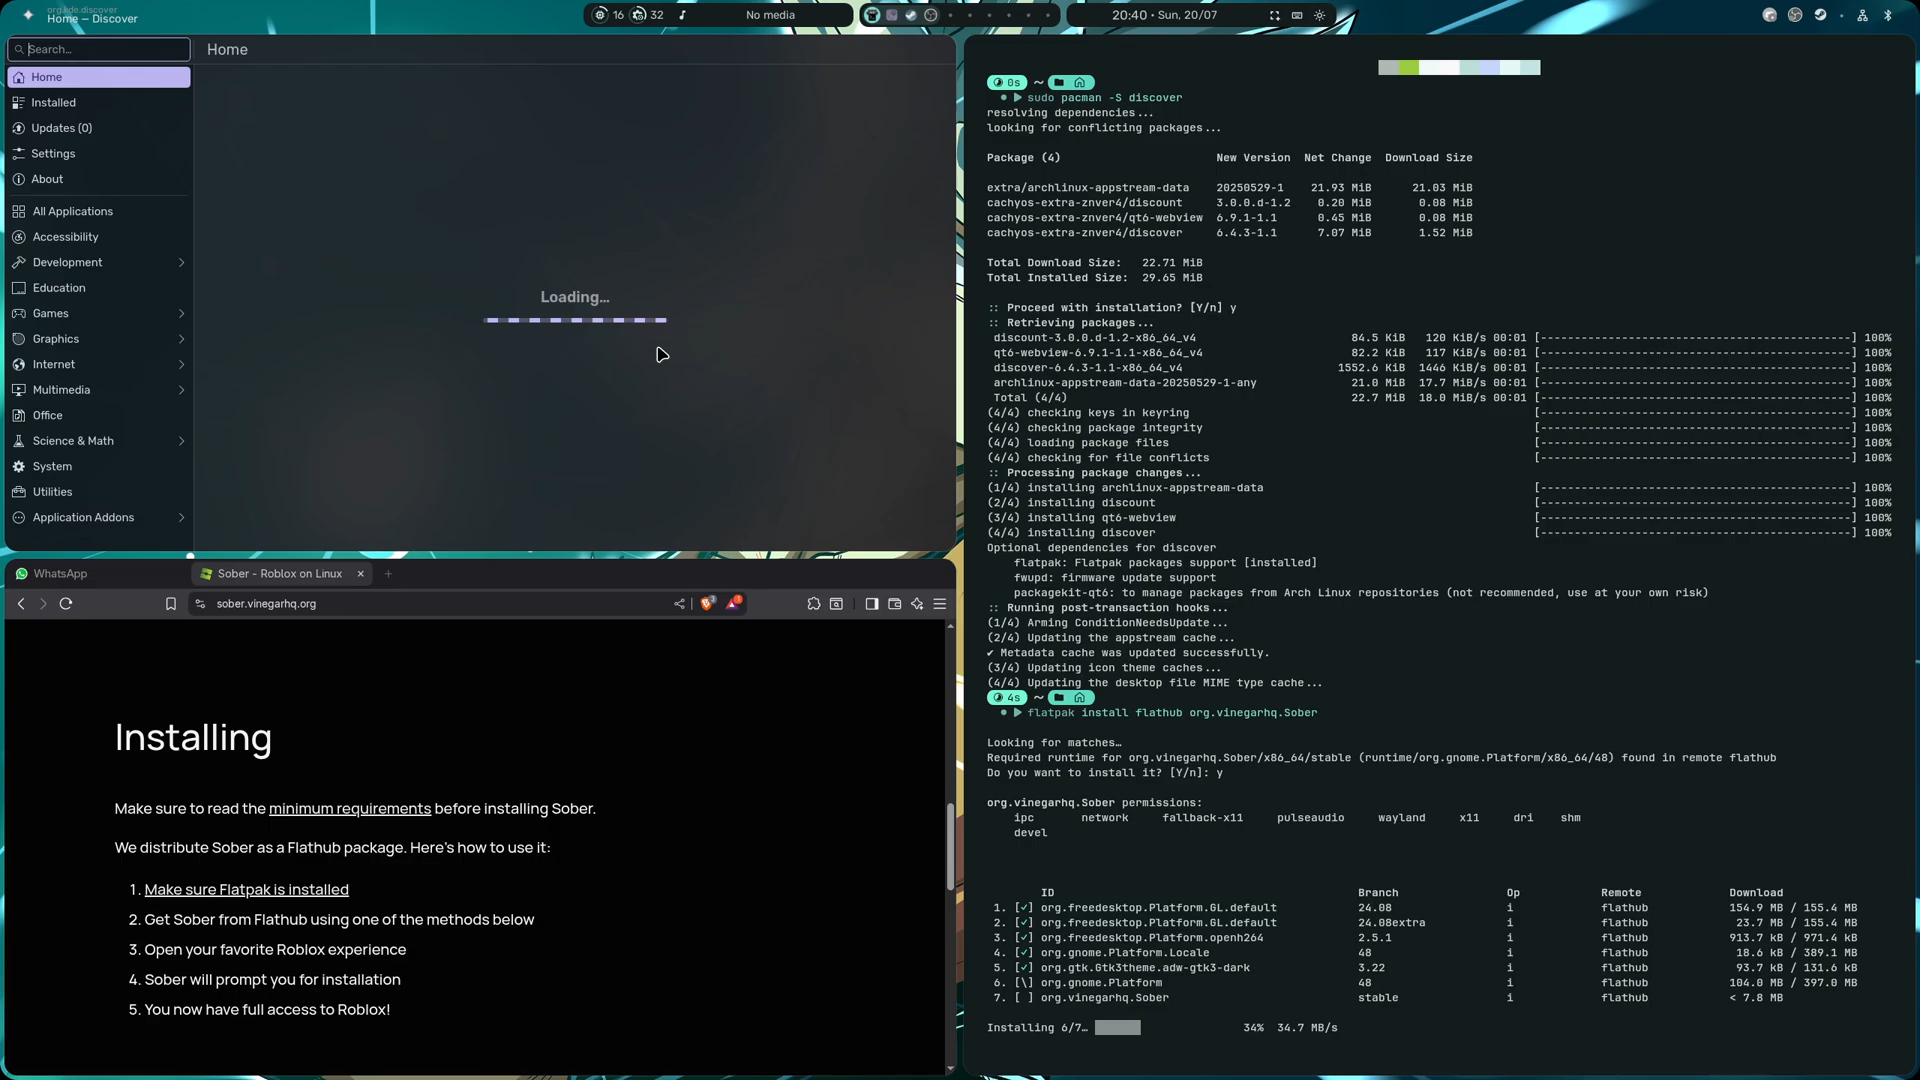 org.kde.discover
Home — Discover
16
32
No media
20:40 • Sun, 20/07
Search...
Home
Home
Installed
Updates (0)
Settings
About
All Applications
Accessibility
Development
Education
Games
Graphics
Internet
Multimedia
Office
Science & Math
System
Utilities
Application Addons
Loading...
WhatsApp
Sober - Roblox on Linux
sober.vinegarhq.org
Installing
Make sure to read the minimum requirements before installing Sober.
We distribute Sober as a Flathub package. Here's how to use it:
1. Make sure Flatpak is installed
2. Get Sober from Flathub using one of the methods below
3. Open your favorite Roblox experience
4. Sober will prompt you for installation
5. You now have full access to Roblox!
0s ~
sudo pacman -S discover
resolving dependencies...
looking for conflicting packages...
Package (4) New Version Net Change Download Size
extra/archlinux-appstream-data 20250529-1 21.93 MiB 21.03 MiB
cachyos-extra-znver4/discount 3.0.0.d-1.2 0.20 MiB 0.08 MiB
cachyos-extra-znver4/qt6-webview 6.9.1-1.1 0.45 MiB 0.08 MiB
cachyos-extra-znver4/discover 6.4.3-1.1 7.07 MiB 1.52 MiB
Total Download Size: 22.71 MiB
Total Installed Size: 29.65 MiB
:: Proceed with installation? [Y/n] y
:: Retrieving packages...
discount-3.0.0.d-1.2-x86_64_v4 84.5 KiB 120 KiB/s 00:01 [----------------------------------------------] 100%
qt6-webview-6.9.1-1.1-x86_64_v4 82.2 KiB 117 KiB/s 00:01 [----------------------------------------------] 100%
discover-6.4.3-1.1-x86_64_v4 1552.6 KiB 1446 KiB/s 00:01 [----------------------------------------------] 100%
archlinux-appstream-data-20250529-1-any 21.0 MiB 17.7 MiB/s 00:01 [----------------------------------------------] 100%
Total (4/4) 22.7 MiB 18.0 MiB/s 00:01 [----------------------------------------------] 100%
(4/4) checking keys in keyring [----------------------------------------------] 100%
(4/4) checking package integrity [----------------------------------------------] 100%
(4/4) loading package files [----------------------------------------------] 100%
(4/4) checking for file conflicts [----------------------------------------------] 100%
:: Processing package changes...
(1/4) installing archlinux-appstream-data [----------------------------------------------] 100%
(2/4) installing discount [----------------------------------------------] 100%
(3/4) installing qt6-webview [----------------------------------------------] 100%
(4/4) installing discover [----------------------------------------------] 100%
Optional dependencies for discover
flatpak: Flatpak packages support [installed]
fwupd: firmware update support
packagekit-qt6: to manage packages from Arch Linux repositories (not recommended, use at your own risk)
:: Running post-transaction hooks...
(1/4) Arming ConditionNeedsUpdate...
(2/4) Updating the appstream cache...
✔ Metadata cache was updated successfully.
(3/4) Updating icon theme caches...
(4/4) Updating the desktop file MIME type cache...
4s ~
flatpak install flathub org.vinegarhq.Sober
Looking for matches…
Required runtime for org.vinegarhq.Sober/x86_64/stable (runtime/org.gnome.Platform/x86_64/48) found in remote flathub
Do you want to install it? [Y/n]: y
org.vinegarhq.Sober permissions:
ipc network fallback-x11 pulseaudio wayland x11 dri shm
devel
ID Branch Op Remote Download
1. [✓] org.freedesktop.Platform.GL.default 24.08 i flathub 154.9 MB / 155.4 MB
2. [✓] org.freedesktop.Platform.GL.default 24.08extra i flathub 23.7 MB / 155.4 MB
3. [✓] org.freedesktop.Platform.openh264 2.5.1 i flathub 913.7 kB / 971.4 kB
4. [✓] org.gnome.Platform.Locale 48 i flathub 18.6 kB / 389.1 MB
5. [✓] org.gtk.Gtk3theme.adw-gtk3-dark 3.22 i flathub 93.7 kB / 131.6 kB
6. [\] org.gnome.Platform 48 i flathub 104.0 MB / 397.0 MB
7. [ ] org.vinegarhq.Sober stable i flathub < 7.8 MB
Installing 6/7… 34% 34.7 MB/s